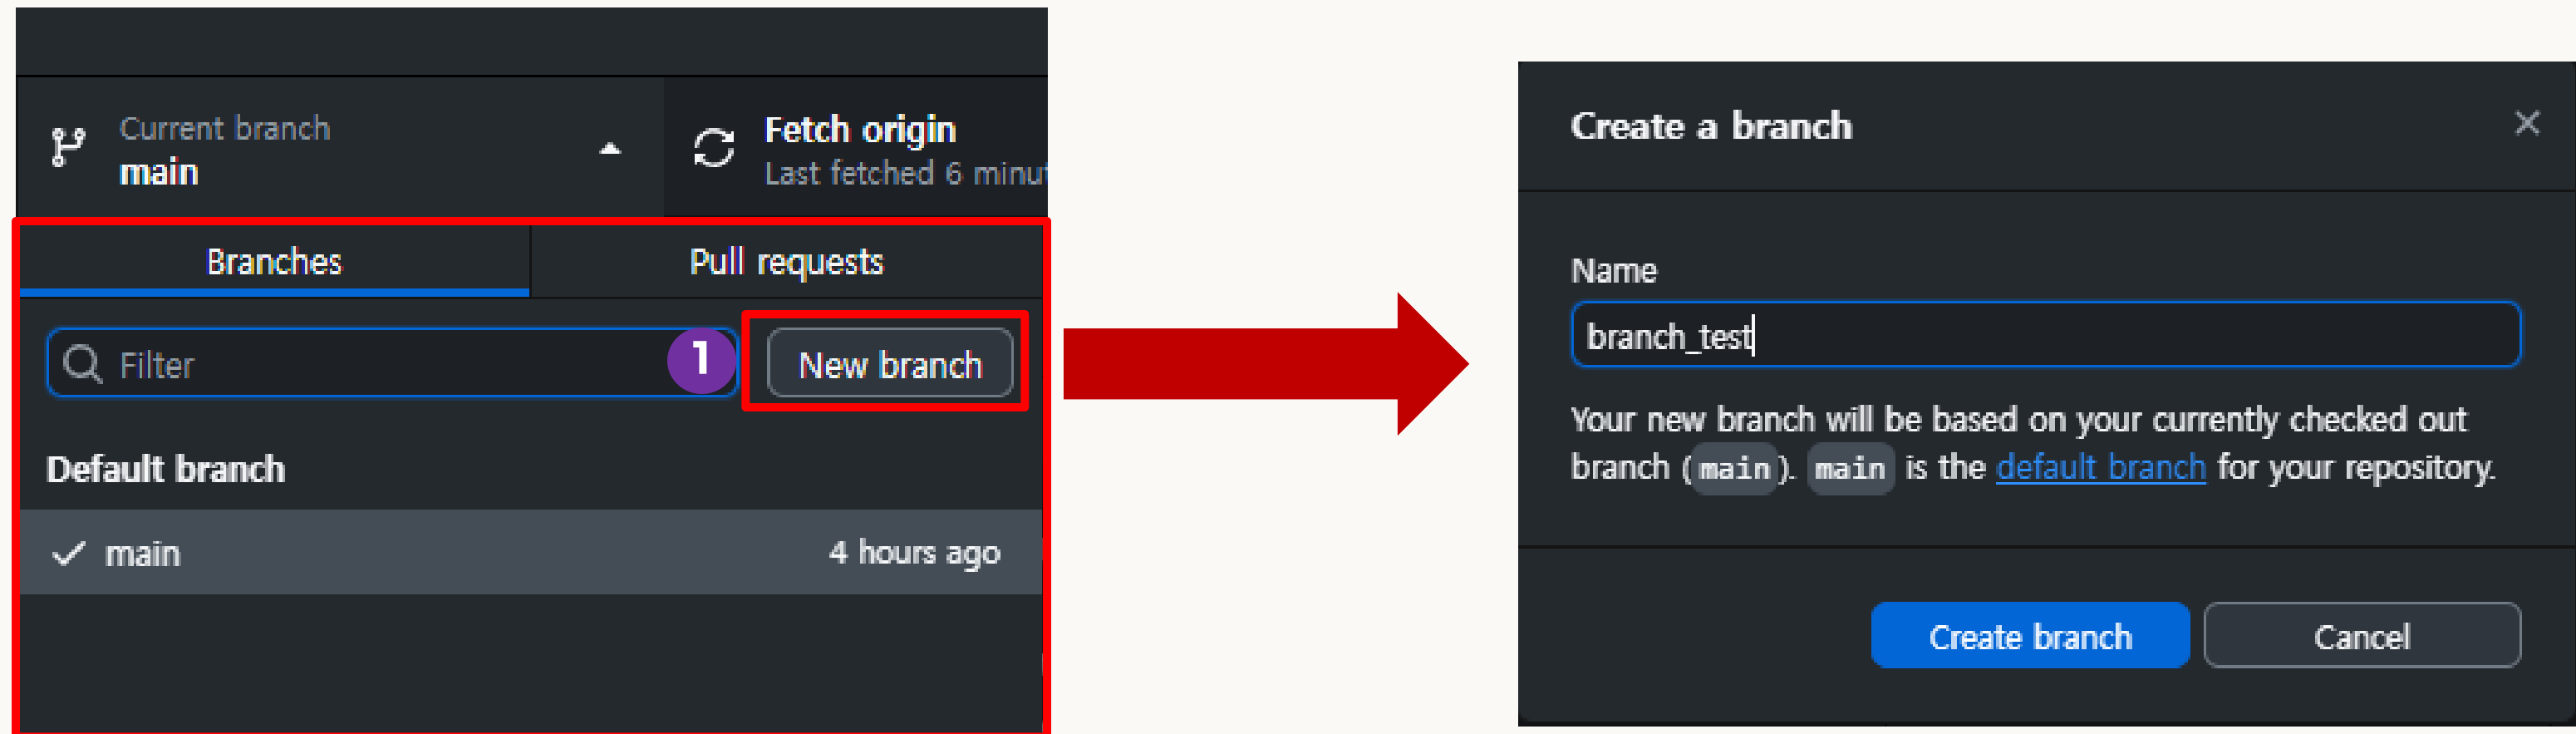 Current branch
main
Fetch origin
Last fetched 6 minut
Branches
Pull requests
Filter
1
New branch
Default branch
main
4 hours ago
Create a branch
Name
branch_test
Your new branch will be based on your currently checked out
branch (main). main is the default branch for your repository.
Create branch
Cancel